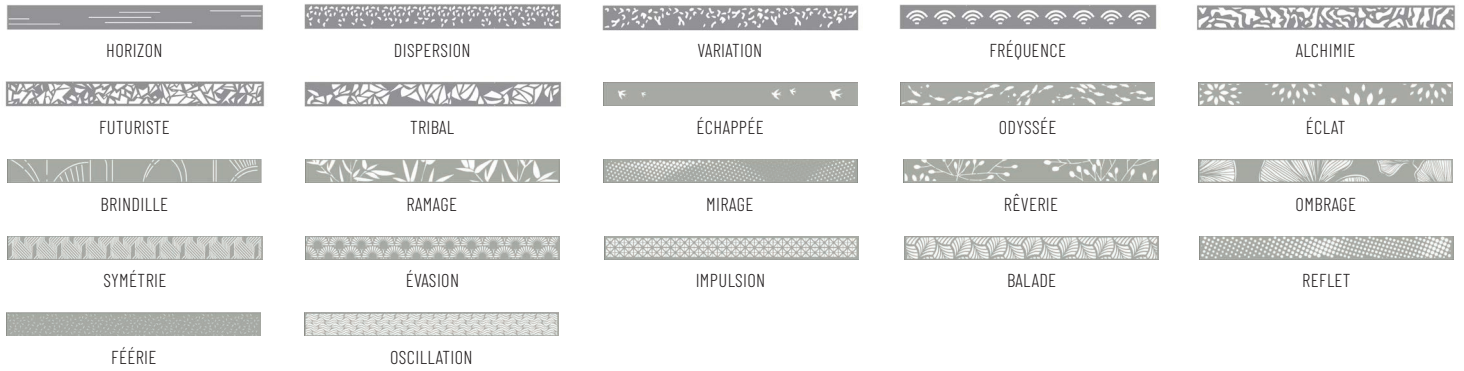 HORIZON
DISPERSION
VARIATION
FRÉQUENCE
ALCHIMIE
FUTURISTE
TRIBAL
ÉCHAPPÉE
ODYSSÉE
ÉCLAT
BRINDILLE
RAMAGE
MIRAGE
RÊVERIE
OMBRAGE
SYMÉTRIE
ÉVASION
IMPULSION
BALADE
REFLET
FÉÉRIE
OSCILLATION